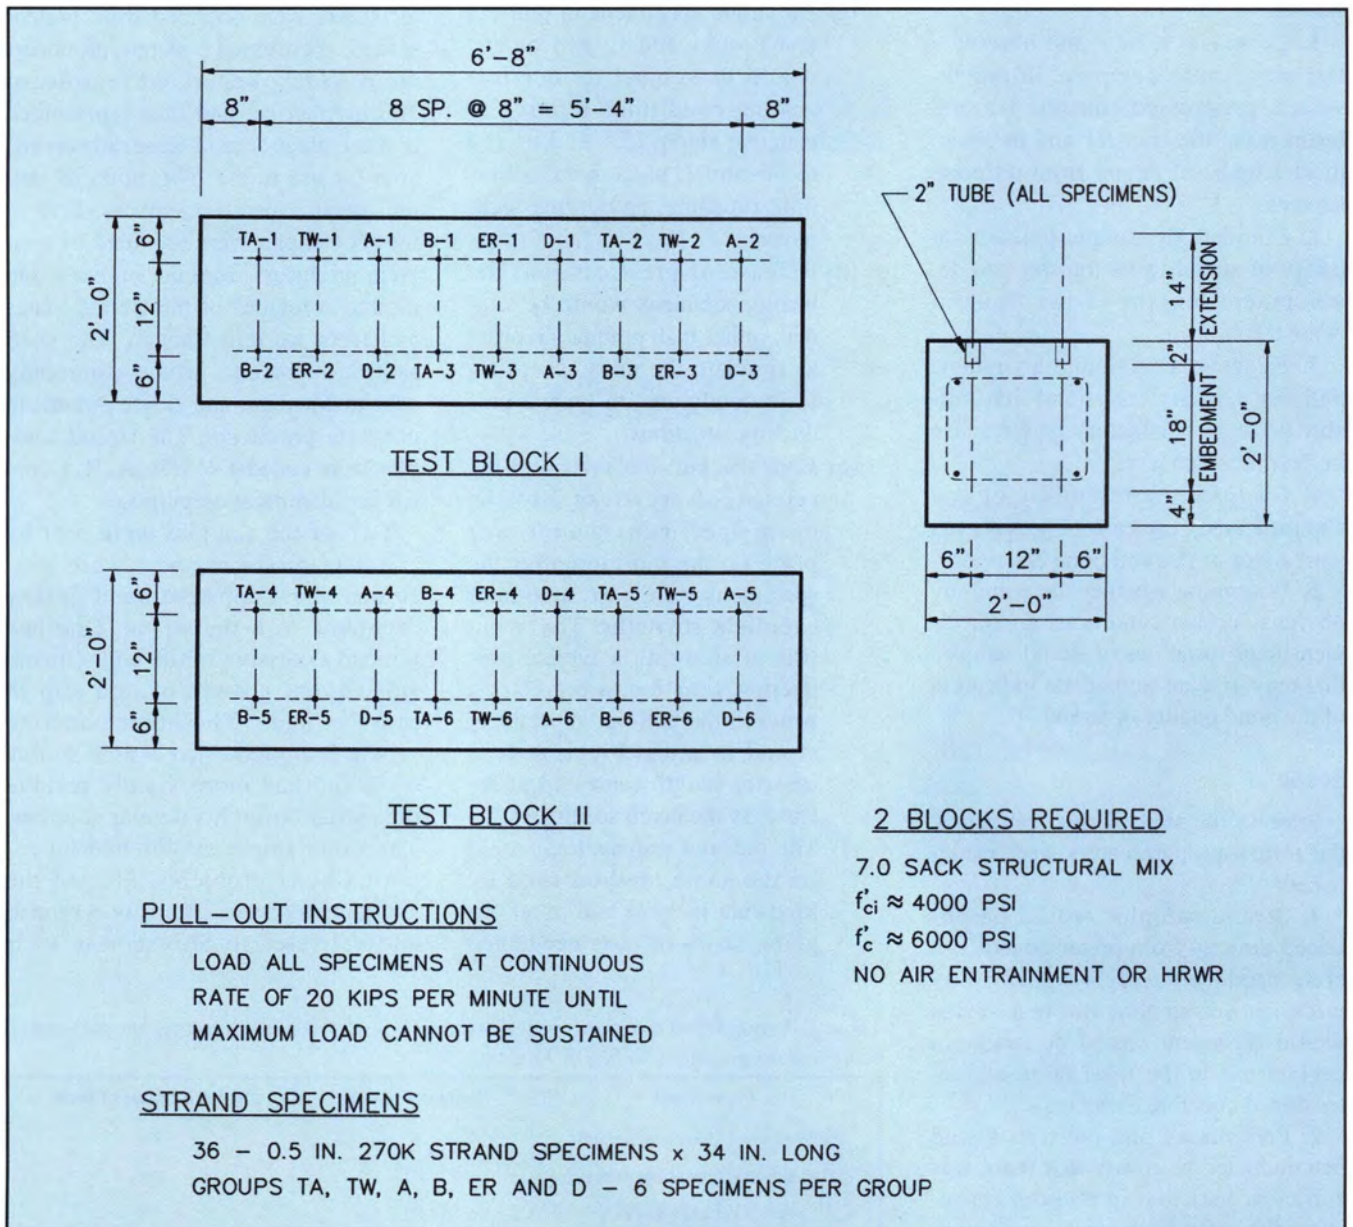 6'-8"
8" 8 SP. @ 8" = 5'-4" 8"
2" TUBE (ALL SPECIMENS)
TA-1 TW-1 A-1 B-1 ER-1 D-1 TA-2 TW-2 A-2
B-2 ER-2 D-2 TA-3 TW-3 A-3 B-3 ER-3 D-3
6"
12"
6"
2'-0"
TEST BLOCK I
14"
EXTENSION
2"
18"
EMBEDMENT
4"
2'-0"
6" 12" 6"
2'-0"
TA-4 TW-4 A-4 B-4 ER-4 D-4 TA-5 TW-5 A-5
B-5 ER-5 D-5 TA-6 TW-6 A-6 B-6 ER-6 D-6
6"
12"
6"
2'-0"
TEST BLOCK II
2 BLOCKS REQUIRED
7.0 SACK STRUCTURAL MIX
f'ci ≈ 4000 PSI
f'c ≈ 6000 PSI
NO AIR ENTRAINMENT OR HRWR
PULL-OUT INSTRUCTIONS
LOAD ALL SPECIMENS AT CONTINUOUS
RATE OF 20 KIPS PER MINUTE UNTIL
MAXIMUM LOAD CANNOT BE SUSTAINED
STRAND SPECIMENS
36 - 0.5 IN. 270K STRAND SPECIMENS x 34 IN. LONG
GROUPS TA, TW, A, B, ER AND D - 6 SPECIMENS PER GROUP